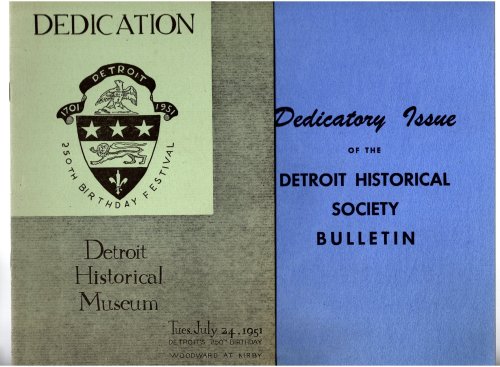 DEDICATION
DETROIT
1701 1951
250TH BIRTHDAY FESTIVAL
Detroit
Historical
Museum
Tues. July 24, 1951
DETROIT'S 250TH BIRTHDAY
WOODWARD AT KIRBY
Dedicatory Issue
OF THE
DETROIT HISTORICAL
SOCIETY
BULLETIN